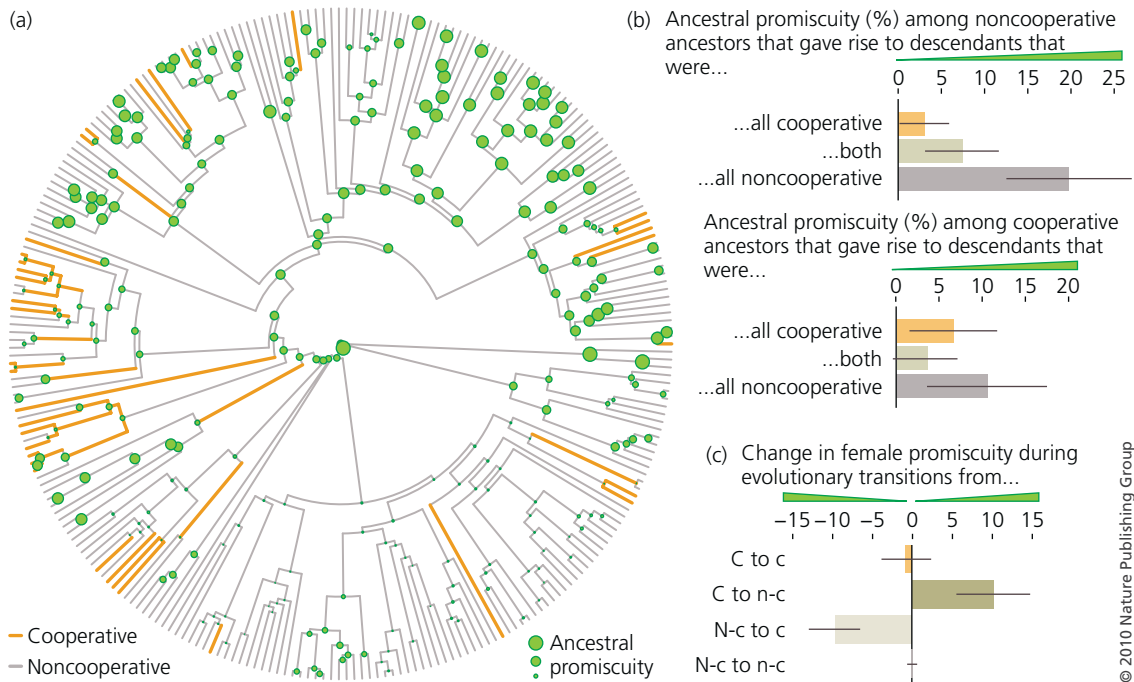 (a)
Cooperative
Noncooperative
Ancestral
promiscuity
(b) Ancestral promiscuity (%) among noncooperative
ancestors that gave rise to descendants that
were...
0 5 10 15 20 25
...all cooperative
...both
...all noncooperative
Ancestral promiscuity (%) among cooperative
ancestors that gave rise to descendants that
were...
0 5 10 15 20
...all cooperative
...both
...all noncooperative
(c) Change in female promiscuity during
evolutionary transitions from...
−15 −10 −5 0 5 10 15
C to c
C to n-c
N-c to c
N-c to n-c
© 2010 Nature Publishing Group